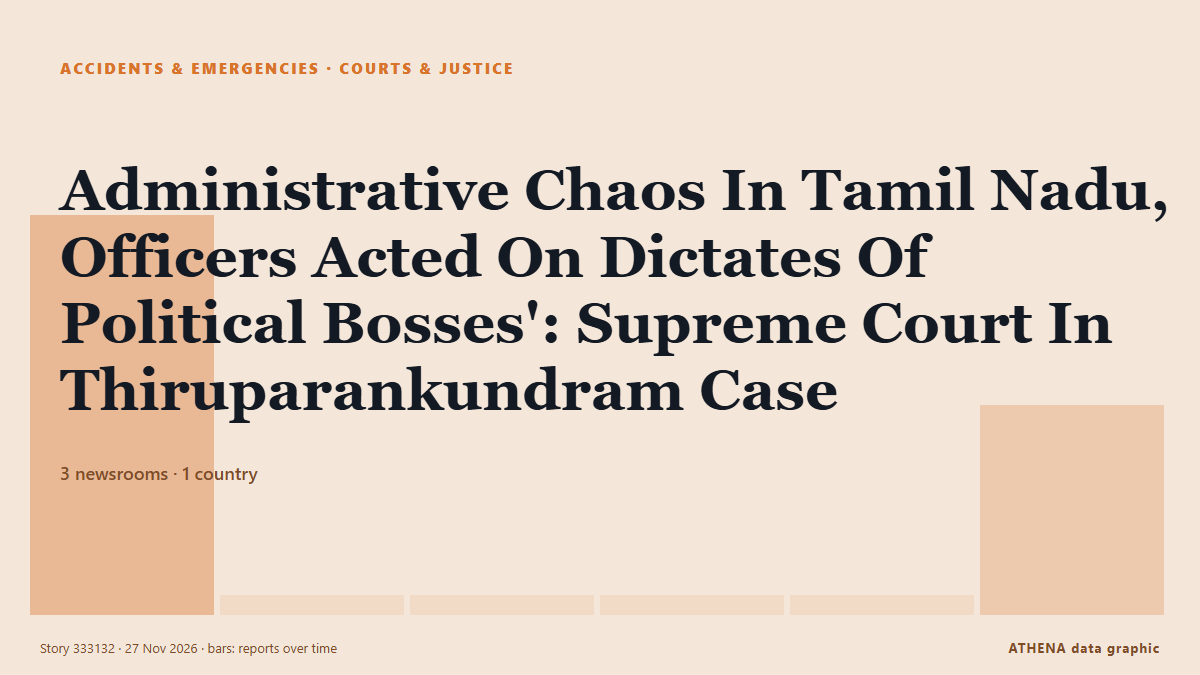 ACCIDENTS & EMERGENCIES · COURTS & JUSTICE
Administrative Chaos In Tamil Nadu,
Officers Acted On Dictates Of
Political Bosses': Supreme Court In
Thiruparankundram Case
3 newsrooms · 1 country
Story 333132 · 27 Nov 2026 · bars: reports over time
ATHENA data graphic